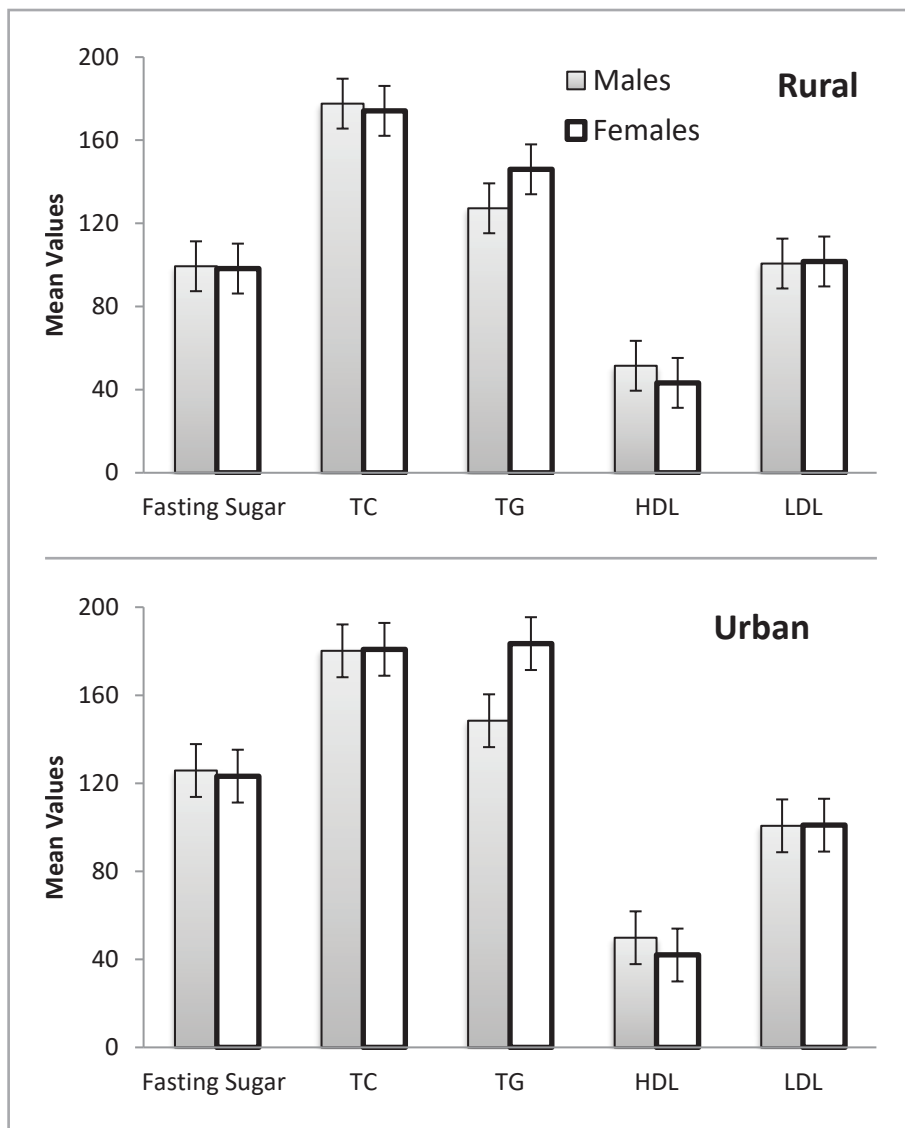 200
Males
Rural
Females
160
120
80
40
0
Mean Values
Fasting Sugar TC TG HDL LDL
200
Urban
160
120
80
40
0
Mean Values
Fasting Sugar TC TG HDL LDL